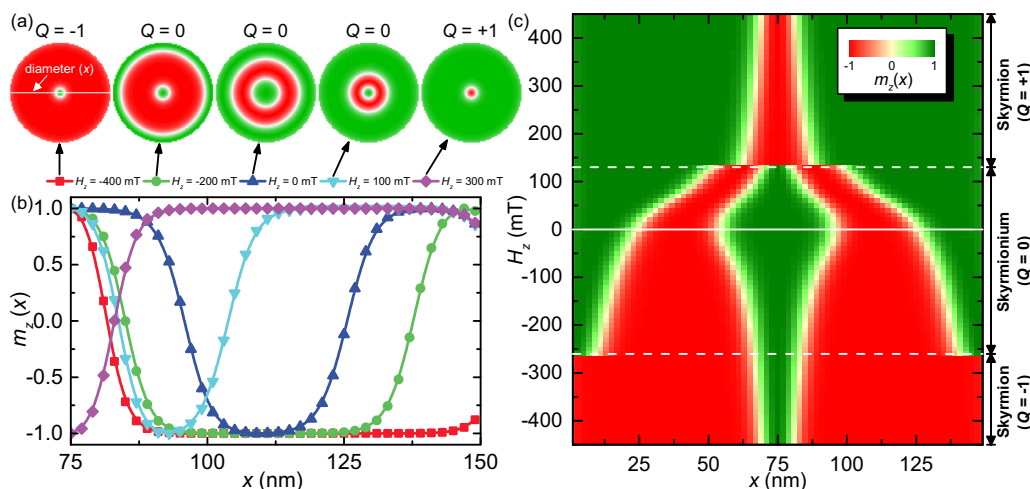 (a)
Q = -1 Q = 0 Q = 0 Q = 0 Q = +1
diameter (x)
H_z = -400 mT H_z = -200 mT H_z = 0 mT H_z = 100 mT H_z = 300 mT
(b)
1.0
0.5
0.0
-0.5
-1.0
m_z (x)
75 100 125 150
x (nm)
(c)
400
300
200
100
0
-100
-200
-300
-400
H_z (mT)
-1 0 1
m_z(x)
1 25 50 75 100 125
x (nm)
Skyrmion
(Q = +1)
Skyrmionium
(Q = 0)
Skyrmion
(Q = -1)